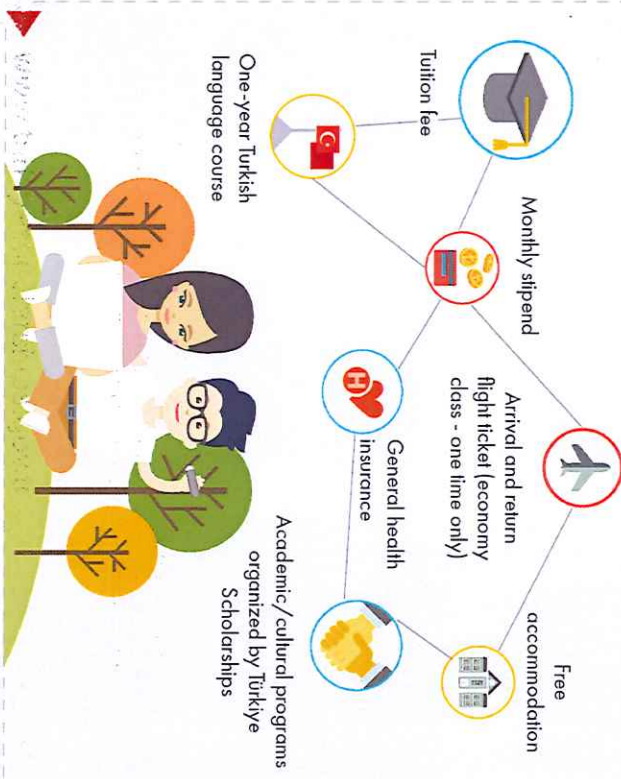 Tuition fee
Monthly stipend
Arrival and return
flight ticket (economy
class - one time only)
Free
accommodation
One-year Turkish
language course
General health
insurance
Academic/cultural programs
organized by Türkiye
Scholarships
H